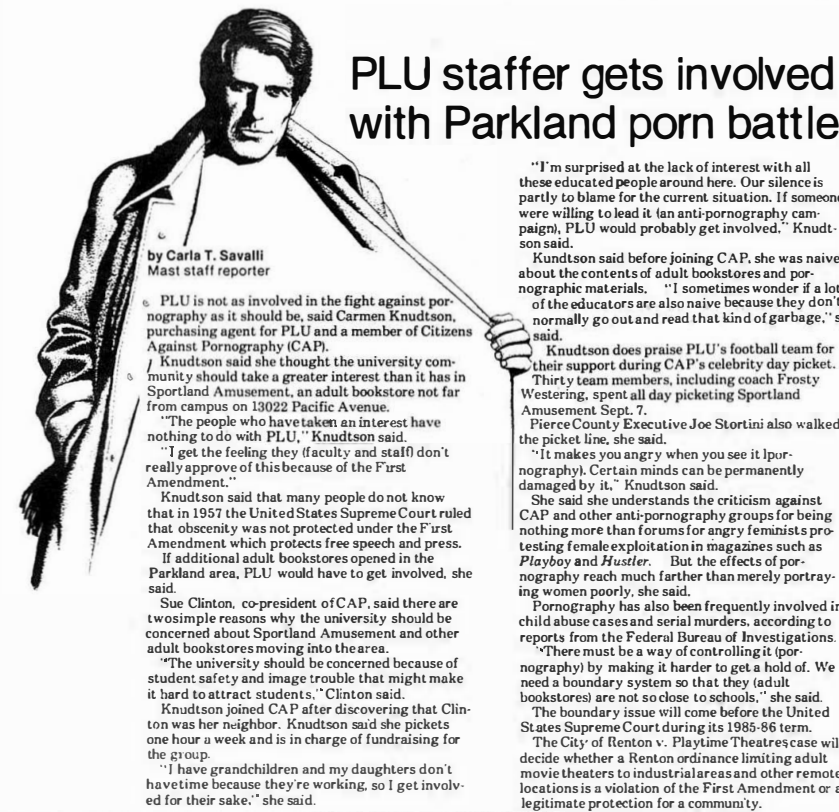 PLU staffer gets involved
with Parkland porn battle
by Carla T. Savalli
Mast staff reporter
PLU is not as involved in the fight against por-
nography as it should be, said Carmen Knudtson,
purchasing agent for PLU and a member of Citizens
Against Pornography (CAP).
Knudtson said she thought the university com-
munity should take a greater interest than it has in
Sportland Amusement, an adult bookstore not far
from campus on 13022 Pacific Avenue.
"The people who have taken an interest have
nothing to do with PLU," Knudtson said.
"I get the feeling they (faculty and staff) don't
really approve of this because of the First
Amendment."
Knudtson said that many people do not know
that in 1957 the United States Supreme Court ruled
that obscenity was not protected under the First
Amendment which protects free speech and press.
If additional adult bookstores opened in the
Parkland area, PLU would have to get involved, she
said.
Sue Clinton, co-president of CAP, said there are
two simple reasons why the university should be
concerned about Sportland Amusement and other
adult bookstores moving into the area.
"The university should be concerned because of
student safety and image trouble that might make
it hard to attract students," Clinton said.
Knudtson joined CAP after discovering that Clin-
ton was her neighbor. Knudtson said she pickets
one hour a week and is in charge of fundraising for
the group.
"I have grandchildren and my daughters don't
have time because they're working, so I get involv-
ed for their sake," she said.
"I'm surprised at the lack of interest with all
these educated people around here. Our silence is
partly to blame for the current situation. If someone
were willing to lead it (an anti-pornography cam-
paign), PLU would probably get involved," Knudt-
son said.
Kundtson said before joining CAP, she was naive
about the contents of adult bookstores and por-
nographic materials. "I sometimes wonder if a lot
of the educators are also naive because they don't
normally go out and read that kind of garbage," s
said.
Knudtson does praise PLU's football team for
their support during CAP's celebrity day picket.
Thirty team members, including coach Frosty
Westering, spent all day picketing Sportland
Amusement Sept. 7.
Pierce County Executive Joe Stortini also walked
the picket line, she said.
"It makes you angry when you see it (por-
nography). Certain minds can be permanently
damaged by it," Knudtson said.
She said she understands the criticism against
CAP and other anti-pornography groups for being
nothing more than forums for angry feminists pro-
testing female exploitation in magazines such as
Playboy and Hustler. But the effects of por-
nography reach much farther than merely portray-
ing women poorly, she said.
Pornography has also been frequently involved in
child abuse cases and serial murders, according to
reports from the Federal Bureau of Investigations.
"There must be a way of controlling it (por-
nography) by making it harder to get a hold of. We
need a boundary system so that they (adult
bookstores) are not so close to schools," she said.
The boundary issue will come before the United
States Supreme Court during its 1985-86 term.
The City of Renton v. Playtime Theatres case wil
decide whether a Renton ordinance limiting adult
movie theaters to industrial areas and other remote
locations is a violation of the First Amendment or a
legitimate protection for a community.